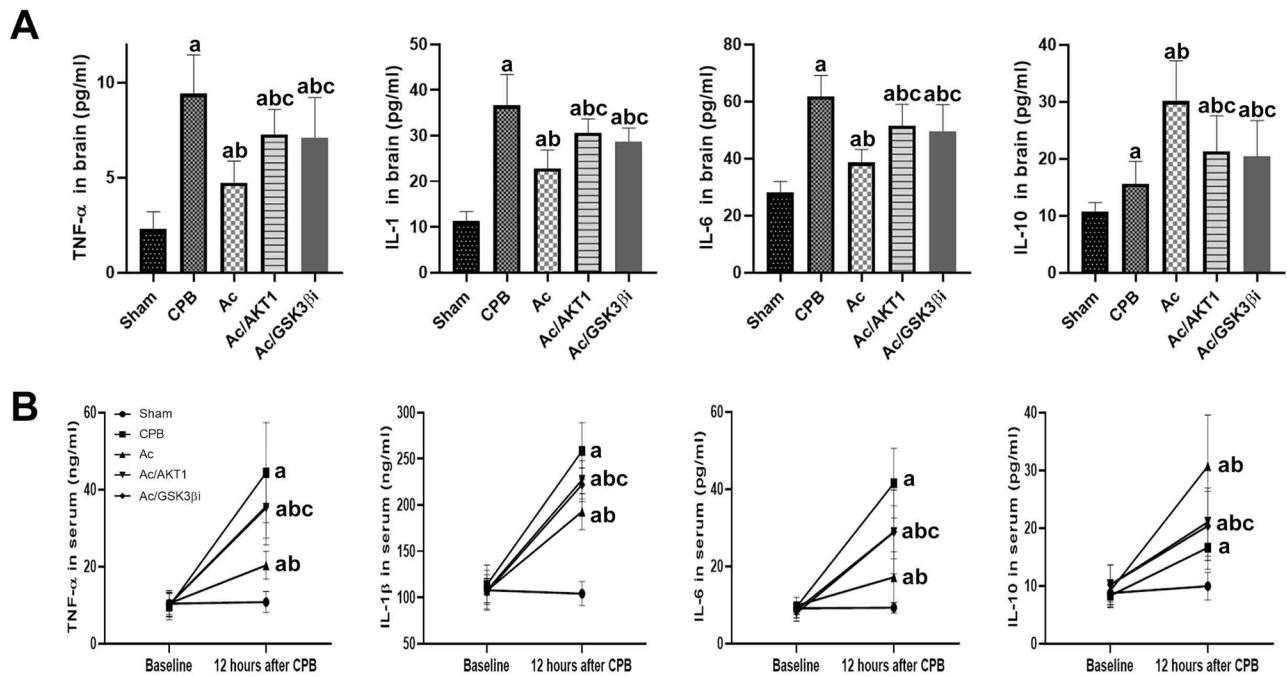 A
TNF-α in brain (pg/ml)
10
5
0
a
ab
abc
abc
Sham
CPB
Ac
Ac/AKT1
Ac/GSK3βi
IL-1 in brain (pg/ml)
50
40
30
20
10
0
a
ab
abc
abc
Sham
CPB
Ac
Ac/AKT1
Ac/GSK3βi
IL-6 in brain (pg/ml)
80
60
40
20
0
a
ab
abc
abc
Sham
CPB
Ac
Ac/AKT1
Ac/GSK3βi
IL-10 in brain (pg/ml)
40
30
20
10
0
a
ab
abc
abc
Sham
CPB
Ac
Ac/AKT1
Ac/GSK3βi
B
TNF-α in serum (ng/ml)
60
40
20
0
Sham
CPB
Ac
Ac/AKT1
Ac/GSK3βi
a
abc
ab
Baseline
12 hours after CPB
IL-1β in serum (ng/ml)
300
250
200
150
100
50
a
abc
ab
Baseline
12 hours after CPB
IL-6 in serum (pg/ml)
60
40
20
0
a
abc
ab
Baseline
12 hours after CPB
IL-10 in serum (pg/ml)
40
30
20
10
0
ab
abc
a
Baseline
12 hours after CPB